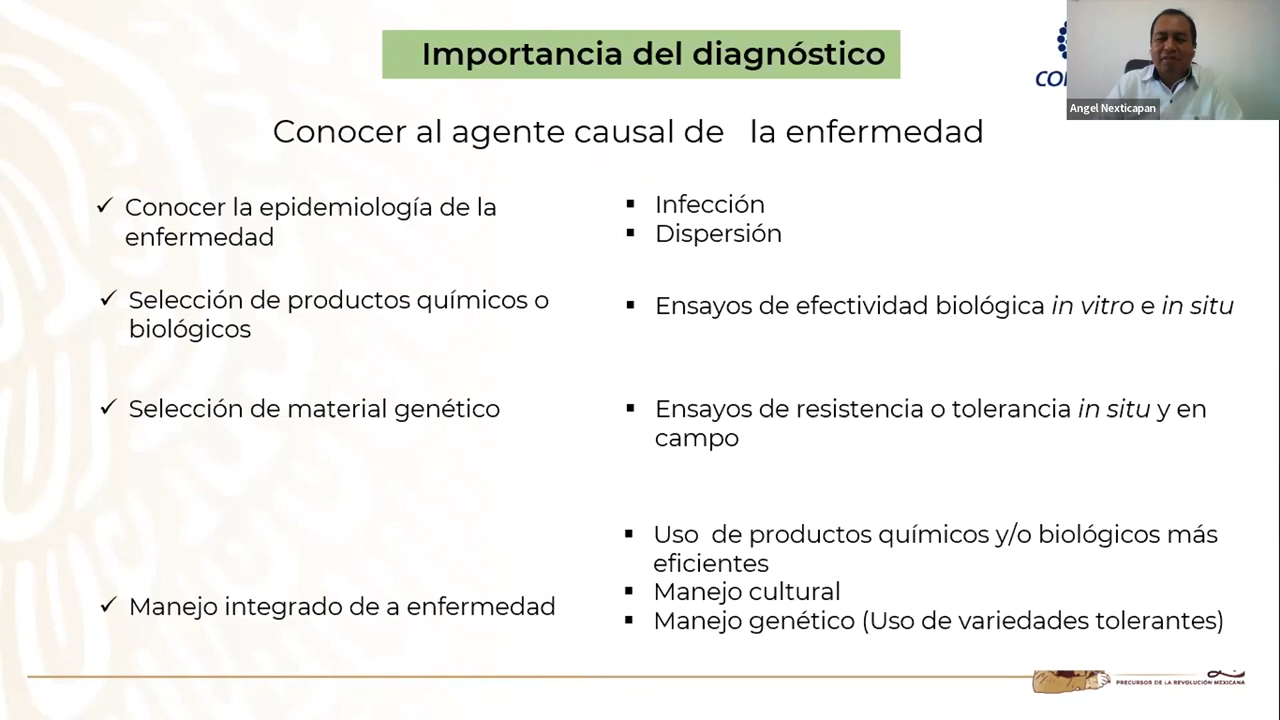 Importancia del diagnóstico
Angel Nexticapan
Conocer al agente causal de la enfermedad
✓ Conocer la epidemiología de la
enfermedad
▪ Infección
▪ Dispersión
✓ Selección de productos químicos o
biológicos
▪ Ensayos de efectividad biológica in vitro e in situ
✓ Selección de material genético
▪ Ensayos de resistencia o tolerancia in situ y en
campo
✓ Manejo integrado de a enfermedad
▪ Uso de productos químicos y/o biológicos más
eficientes
▪ Manejo cultural
▪ Manejo genético (Uso de variedades tolerantes)
PRECURSOR DE LA REVOLUCIÓN MEXICANA